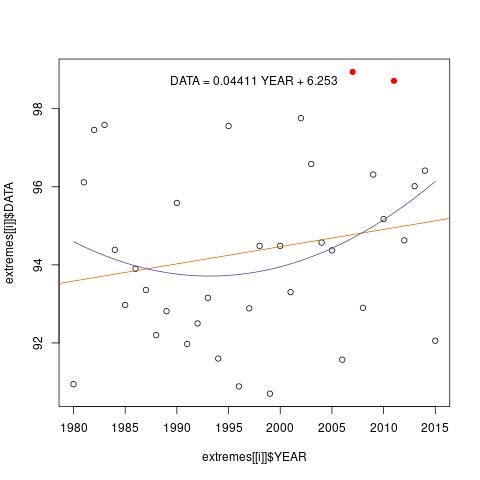 DATA = 0.04411 YEAR + 6.253
98
96
94
92
extremes[[i]]$DATA
1980 1985 1990 1995 2000 2005 2010 2015
extremes[[i]]$YEAR